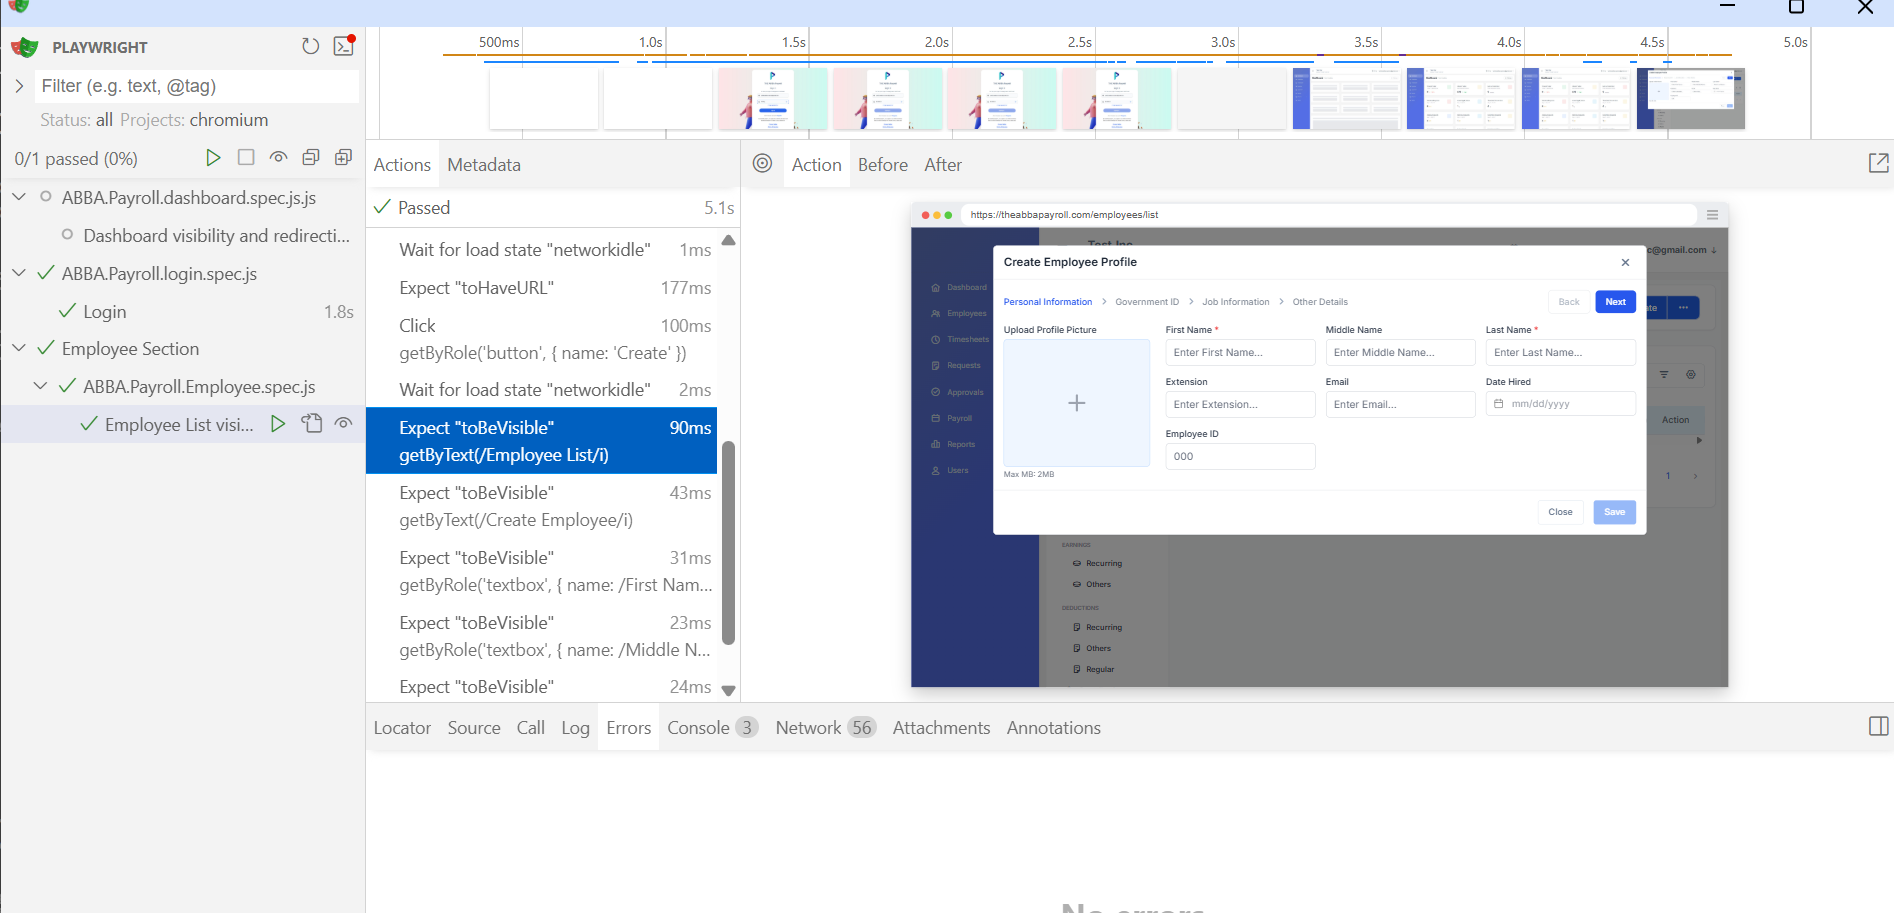 PLAYWRIGHT
Filter (e.g. text, @tag)
Status: all Projects: chromium
0/1 passed (0%)
ABBA.Payroll.dashboard.spec.js.js
Dashboard visibility and redirecti...
ABBA.Payroll.login.spec.js
Login 1.8s
Employee Section
ABBA.Payroll.Employee.spec.js
Employee List visi...
500ms 1.0s 1.5s 2.0s 2.5s 3.0s 3.5s 4.0s 4.5s 5.0s
Actions Metadata
Passed 5.1s
Wait for load state "networkidle" 1ms
Expect "toHaveURL" 177ms
Click 100ms
getByRole('button', { name: 'Create' })
Wait for load state "networkidle" 2ms
Expect "toBeVisible" 90ms
getByText(/Employee List/i)
Expect "toBeVisible" 43ms
getByText(/Create Employee/i)
Expect "toBeVisible" 31ms
getByRole('textbox', { name: /First Nam...
Expect "toBeVisible" 23ms
getByRole('textbox', { name: /Middle N...
Expect "toBeVisible" 24ms
Action Before After
https://theabbapayroll.com/employees/list
Test Inc
c@gmail.com
Dashboard
Employees
Timesheets
Requests
Approvals
Payroll
Reports
Users
Create Employee Profile
Personal Information > Government ID > Job Information > Other Details
Back Next
Upload Profile Picture
Max MB: 2MB
First Name * Middle Name Last Name *
Enter First Name... Enter Middle Name... Enter Last Name...
Extension Email Date Hired
Enter Extension... Enter Email... mm/dd/yyyy
Employee ID
000
Close Save
Action
1
EARNINGS
Recurring
Others
DEDUCTIONS
Recurring
Others
Regular
Locator Source Call Log Errors Console 3 Network 56 Attachments Annotations
No errors